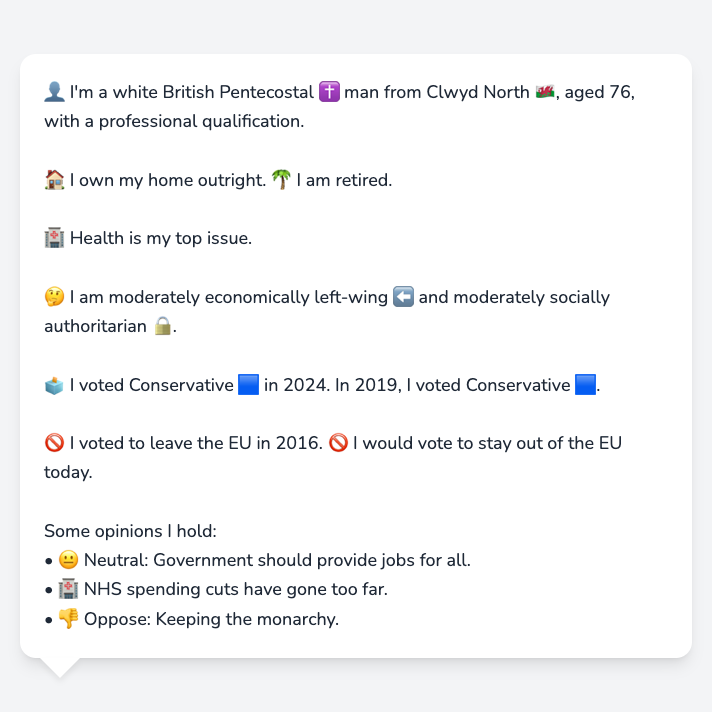 👤 I'm a white British Pentecostal ✝️ man from Clwyd North 🏴󠁧󠁢󠁷󠁬󠁳󠁿, aged 76,
with a professional qualification.
🏠 I own my home outright. 🌴 I am retired.
🏥 Health is my top issue.
🤔 I am moderately economically left-wing ⬅️ and moderately socially
authoritarian 🔒.
🗳️ I voted Conservative 🟦 in 2024. In 2019, I voted Conservative 🟦.
🚫 I voted to leave the EU in 2016. 🚫 I would vote to stay out of the EU
today.
Some opinions I hold:
• 😐 Neutral: Government should provide jobs for all.
• 🏥 NHS spending cuts have gone too far.
• 👎 Oppose: Keeping the monarchy.